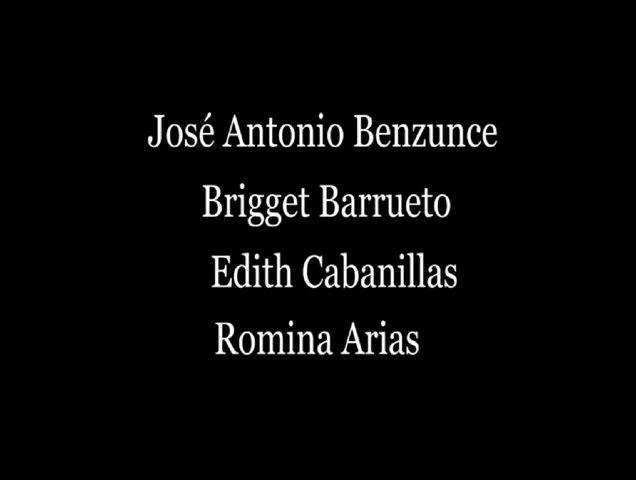 José Antonio Benzunce
Brigget Barrueto
Edith Cabanillas
Romina Arias